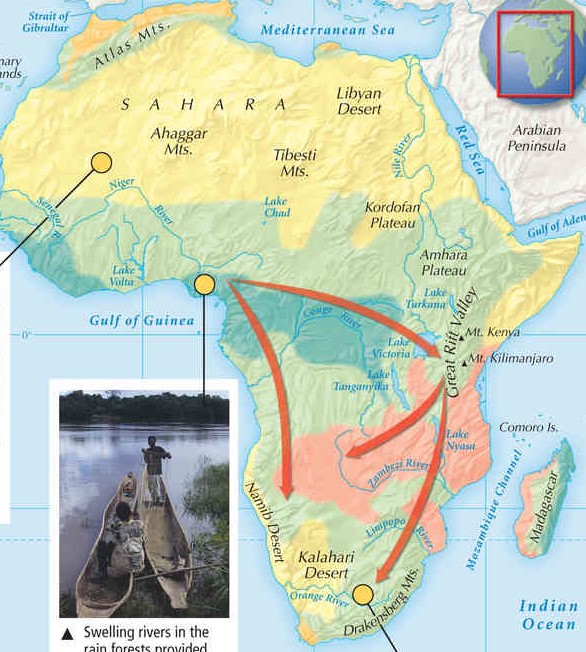 Strait of
Gibraltar
Mediterranean Sea
Atlas Mts.
nary
ands
SAHARA
Libyan
Desert
Ahaggar
Mts.
Tibesti
Mts.
Nile River
Red Sea
Arabian
Peninsula
Senegal R.
Niger
River
Lake
Chad
Kordofan
Plateau
Gulf of Aden
Amhara
Plateau
Lake
Volta
Lake
Turkana
Gulf of Guinea
Congo River
Great Rift Valley
Mt. Kenya
0°
Lake
Victoria
Mt. Kilimanjaro
Lake
Tanganyika
Comoro Is.
Lake
Nyasa
Zambezi River
Mozambique Channel
Madagascar
Namib Desert
Limpopo River
Kalahari
Desert
Orange River
Drakensberg Mts.
Indian
Ocean
▲ Swelling rivers in the
rain forests provided